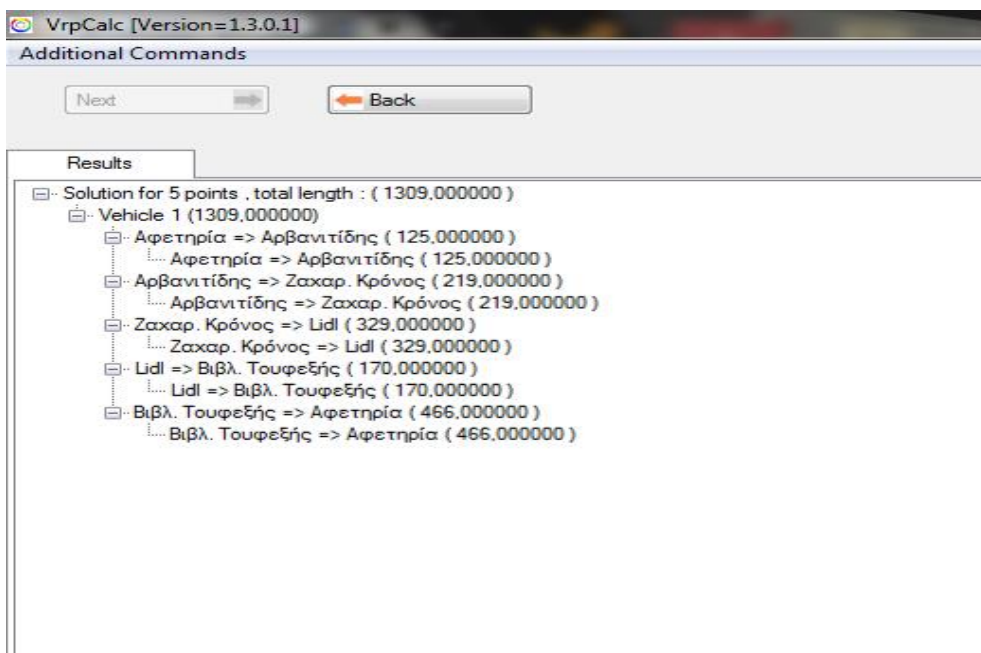 VrpCalc [Version=1.3.0.1]
Additional Commands
Next
Back
Results
Solution for 5 points , total length : ( 1309,000000 )
Vehicle 1 (1309,000000)
Αφετηρία => Αρβανιτίδης ( 125,000000 )
Αφετηρία => Αρβανιτίδης ( 125,000000 )
Αρβανιτίδης => Ζαχαρ. Κρόνος ( 219,000000 )
Αρβανιτίδης => Ζαχαρ. Κρόνος ( 219,000000 )
Ζαχαρ. Κρόνος => Lidl ( 329,000000 )
Ζαχαρ. Κρόνος => Lidl ( 329,000000 )
Lidl => Βιβλ. Τουφεξής ( 170,000000 )
Lidl => Βιβλ. Τουφεξής ( 170,000000 )
Βιβλ. Τουφεξής => Αφετηρία ( 466,000000 )
Βιβλ. Τουφεξής => Αφετηρία ( 466,000000 )